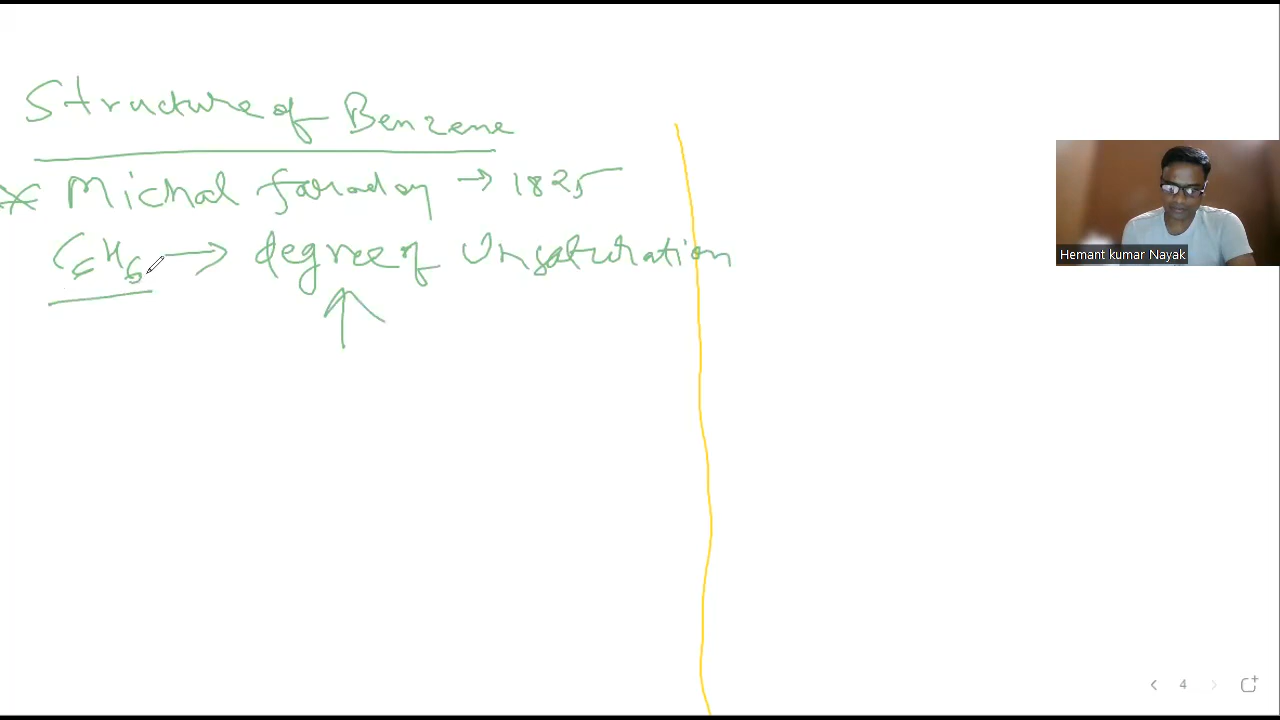 Structure of Benzene
* Michal faraday → 1825
C6H6 → degree of Unsaturation
Hemant kumar Nayak
4